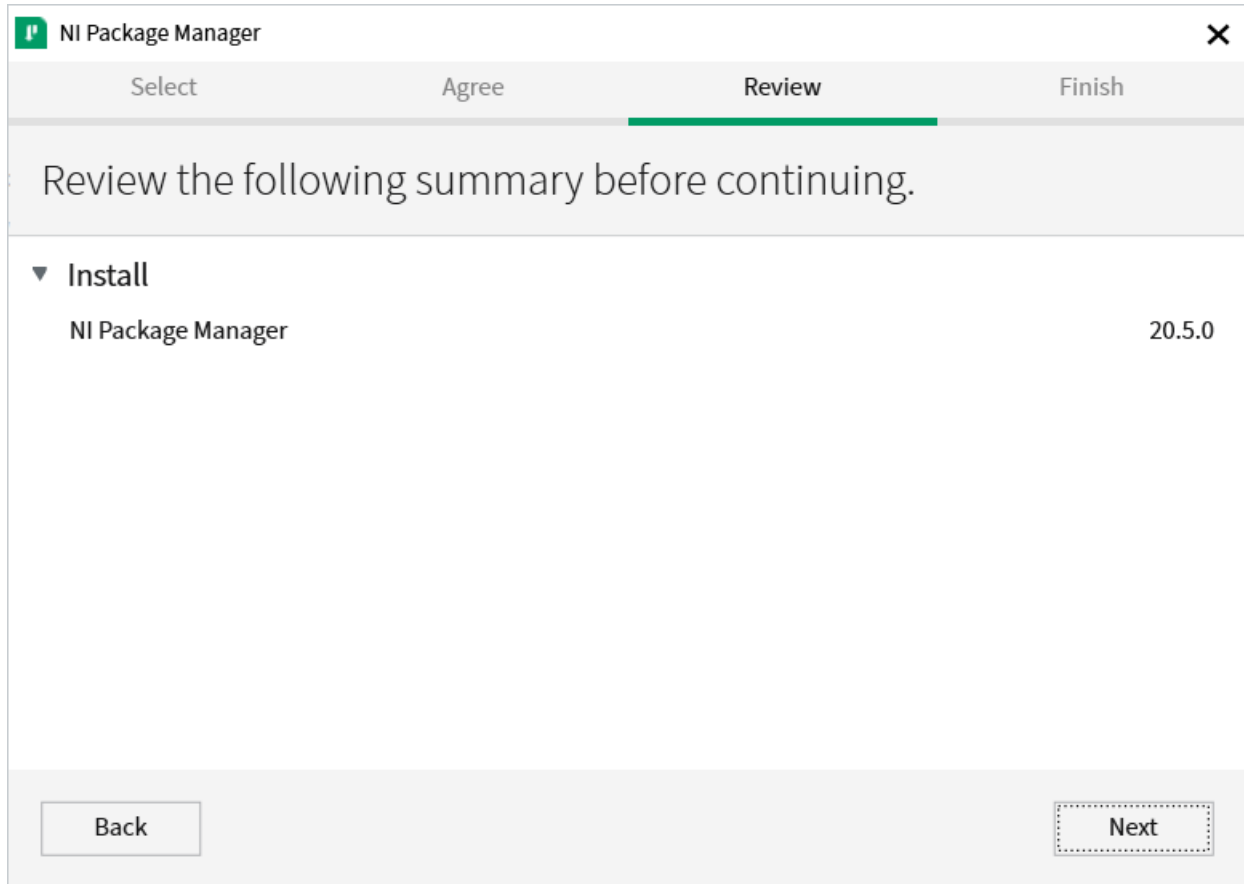 NI Package Manager
Select Agree Review Finish
Review the following summary before continuing.
Install
NI Package Manager 20.5.0
Back Next